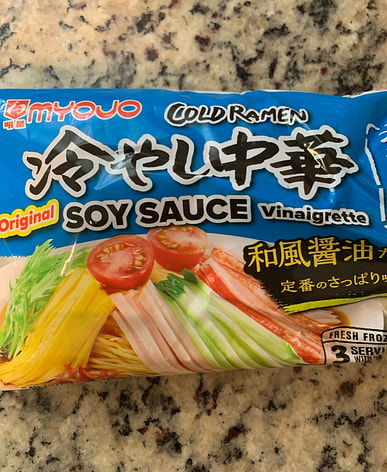 MYOJO
明星
COLD RAMEN
冷やし中華
Original SOY SAUCE Vinaigrette
和風醤油
定番のさっぱり味
FRESH FROZ
3 SERV